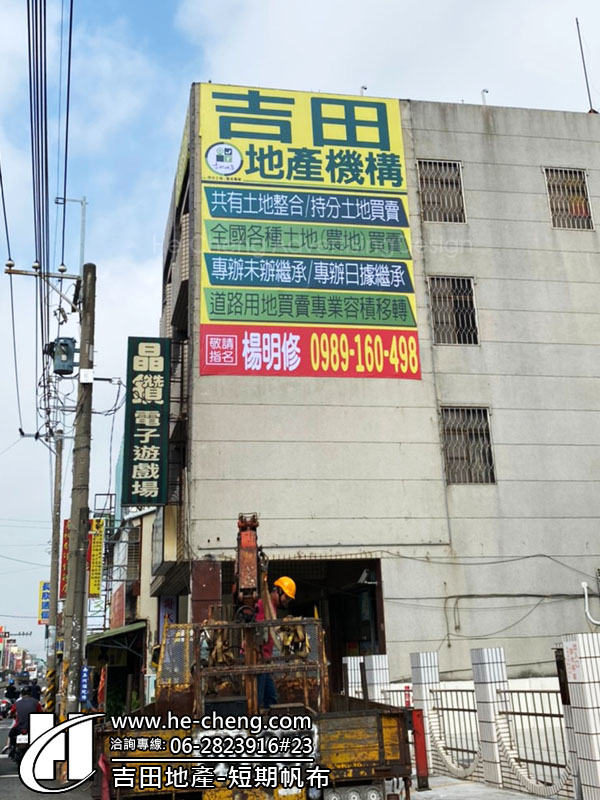 吉田
地產機構
共有土地整合/持分土地買賣
全國各種土地(農地)買賣
專辦未辦繼承/專辦日據繼承
道路用地買賣專業容積移轉
敬請
指名
楊明修 0989-160-498
晶鑽電子遊戲場
www.he-cheng.com
洽詢專線: 06-2823916#23
吉田地產-短期帆布